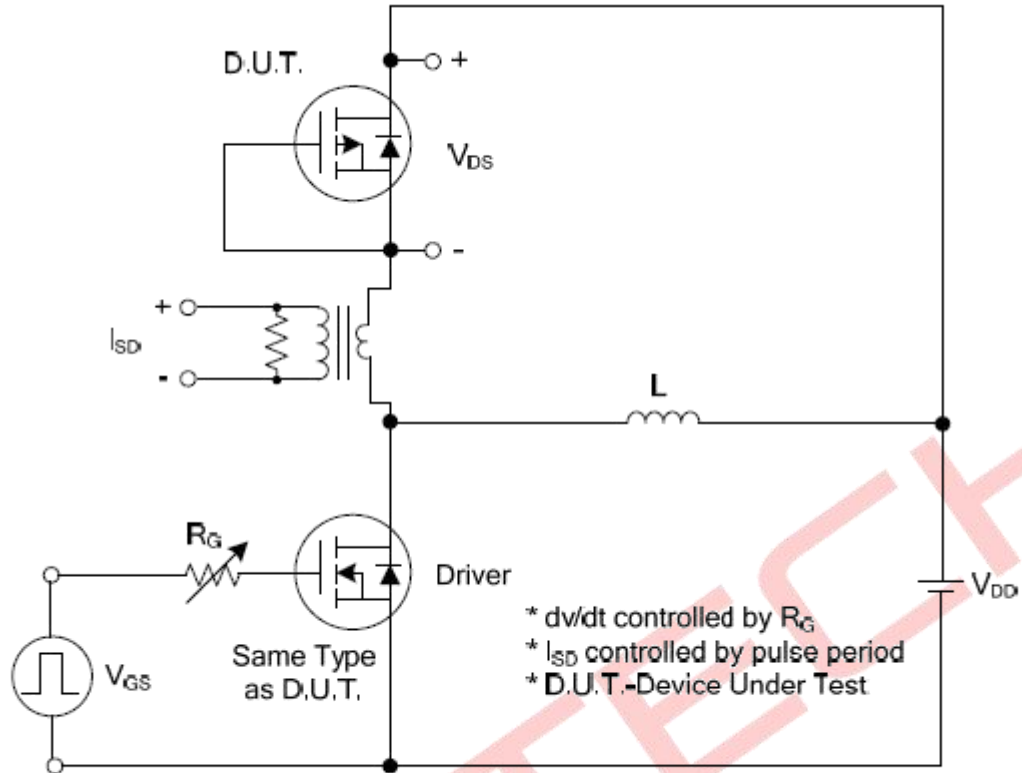 D.U.T.
+
VDS
-
+
ISD
-
L
RG
VGS
Driver
Same Type
as D.U.T.
VDD
* dv/dt controlled by RG
* ISD controlled by pulse period
* D.U.T.-Device Under Test